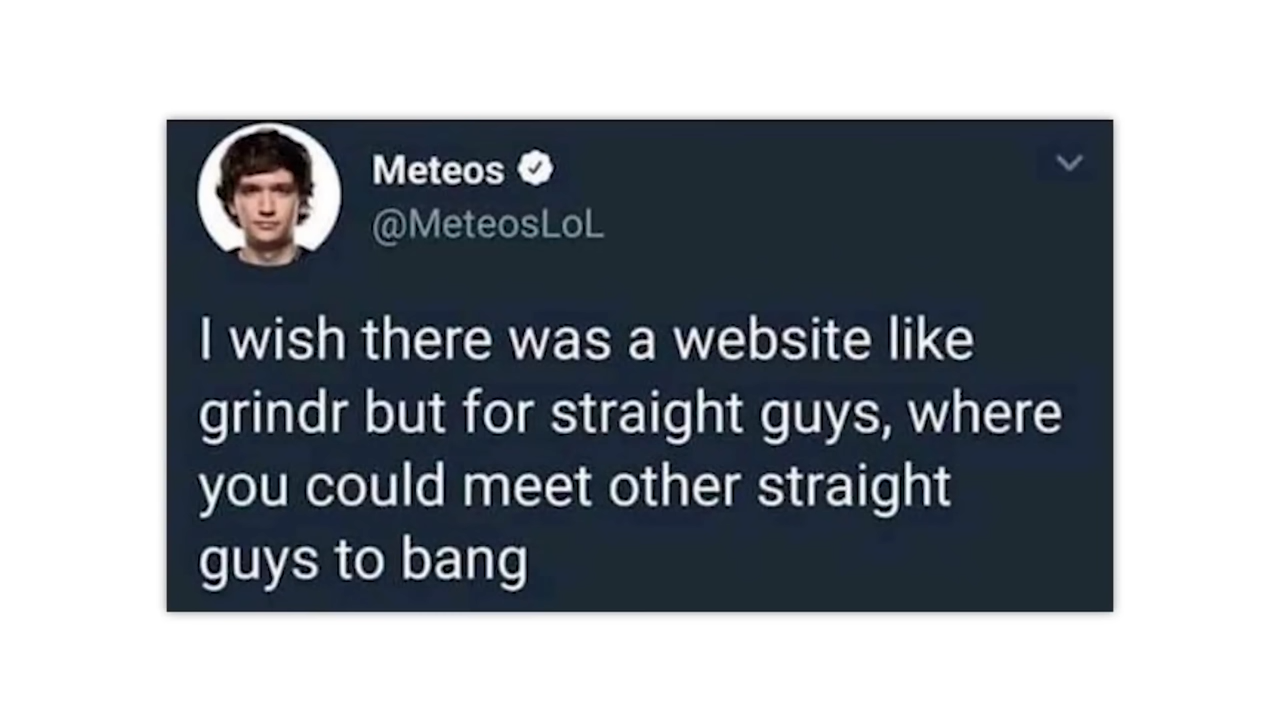 Meteos
@MeteosLoL
I wish there was a website like
grindr but for straight guys, where
you could meet other straight
guys to bang